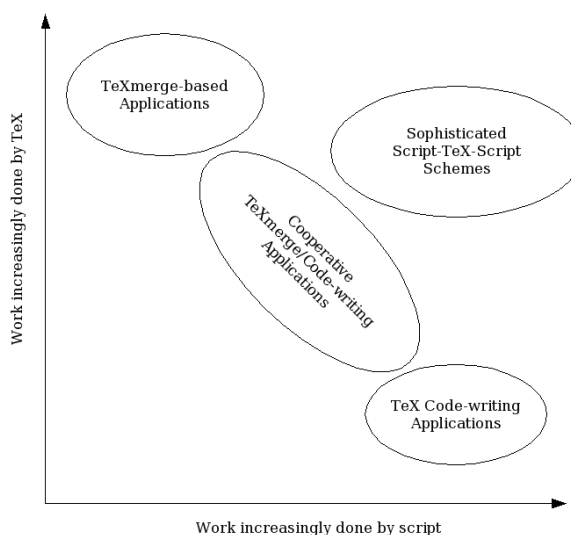 TeXmerge-based
Applications
Sophisticated
Script-TeX-Script
Schemes
Work increasingly done by TeX
Cooperative
TeXmerge/Code-writing
Applications
TeX Code-writing
Applications
Work increasingly done by script